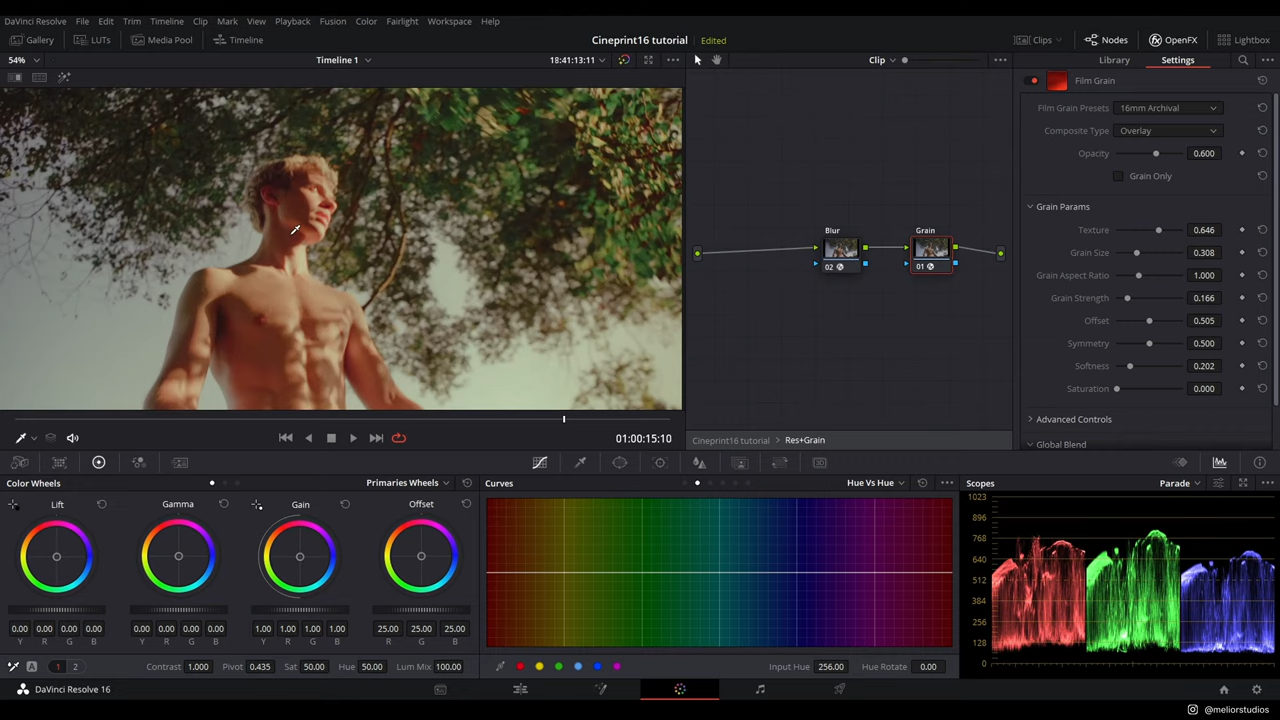 DaVinci Resolve File Edit Trim Timeline Clip Mark View Playback Fusion Color Fairlight Workspace Help
Gallery LUTs Media Pool Timeline Cineprint16 tutorial Edited Clips Nodes OpenFX Lightbox
54% Timeline 1 18:41:13:11 Clip Library Settings
Film Grain
Film Grain Presets 16mm Archival
Composite Type Overlay
Opacity 0.600
Grain Only
Grain Params
Texture 0.646
Grain Size 0.308
Grain Aspect Ratio 1.000
Grain Strength 0.166
Offset 0.505
Symmetry 0.500
Softness 0.202
Saturation 0.000
Advanced Controls
Global Blend
Blur Grain
02 01
01:00:15:10 Cineprint16 tutorial Res+Grain
Color Wheels Primaries Wheels Curves Hue Vs Hue Scopes Parade
Lift Gamma Gain Offset
1023
896
768
640
512
384
256
128
0
0.00 0.00 0.00 0.00 0.00 0.00 0.00 0.00 1.00 1.00 1.00 1.00 25.00 25.00 25.00
Y R G B Y R G B Y R G B R G B
A 1 2 Contrast 1.000 Pivot 0.435 Sat 50.00 Hue 50.00 Lum Mix 100.00 Input Hue 256.00 Hue Rotate 0.00
DaVinci Resolve 16
@meliorstudios